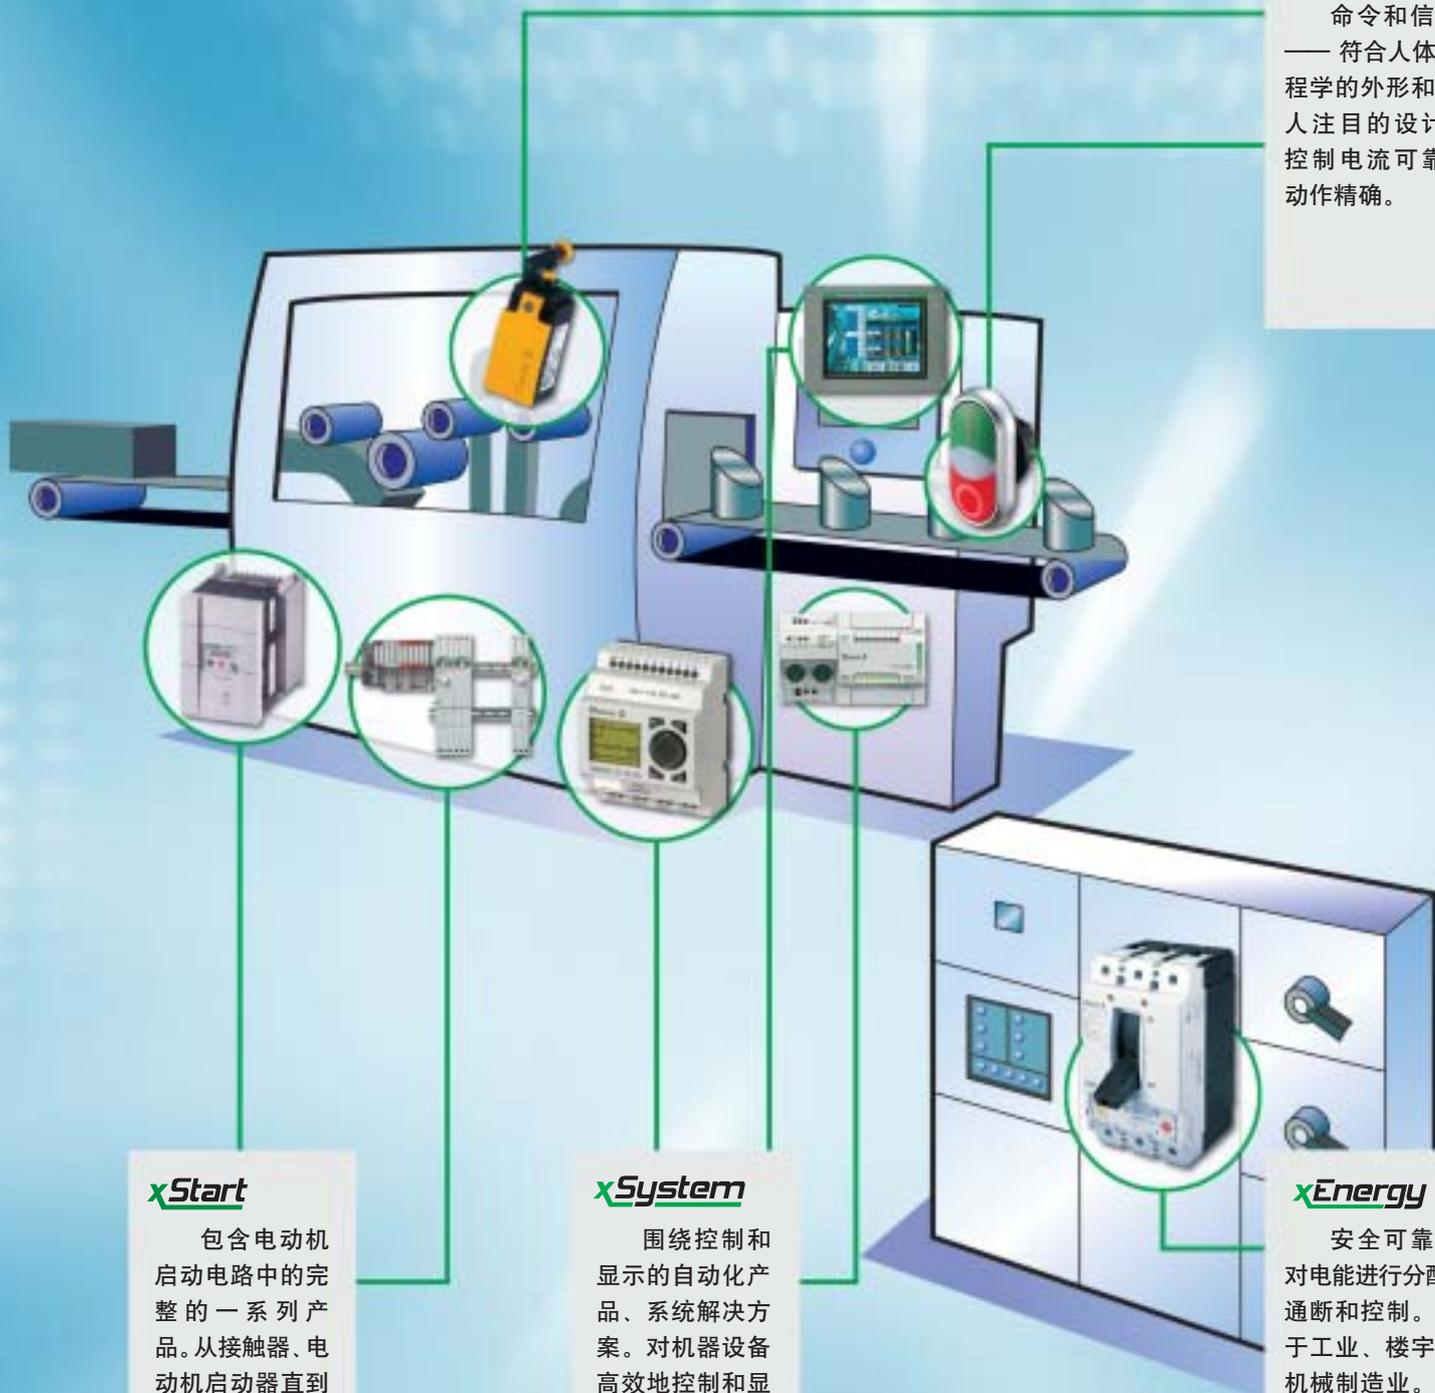 命令和信
—— 符合人体
程学的外形和
人注目的设计
控制电流可靠
动作精确。
xStart
包含电动机
启动电路中的完
整的一系列产
品。从接触器、电
动机启动器直到
xSystem
围绕控制和
显示的自动化产
品、系统解决方
案。对机器设备
高效地控制和显
xEnergy
安全可靠
对电能进行分配
通断和控制。
于工业、楼宇
机械制造业。